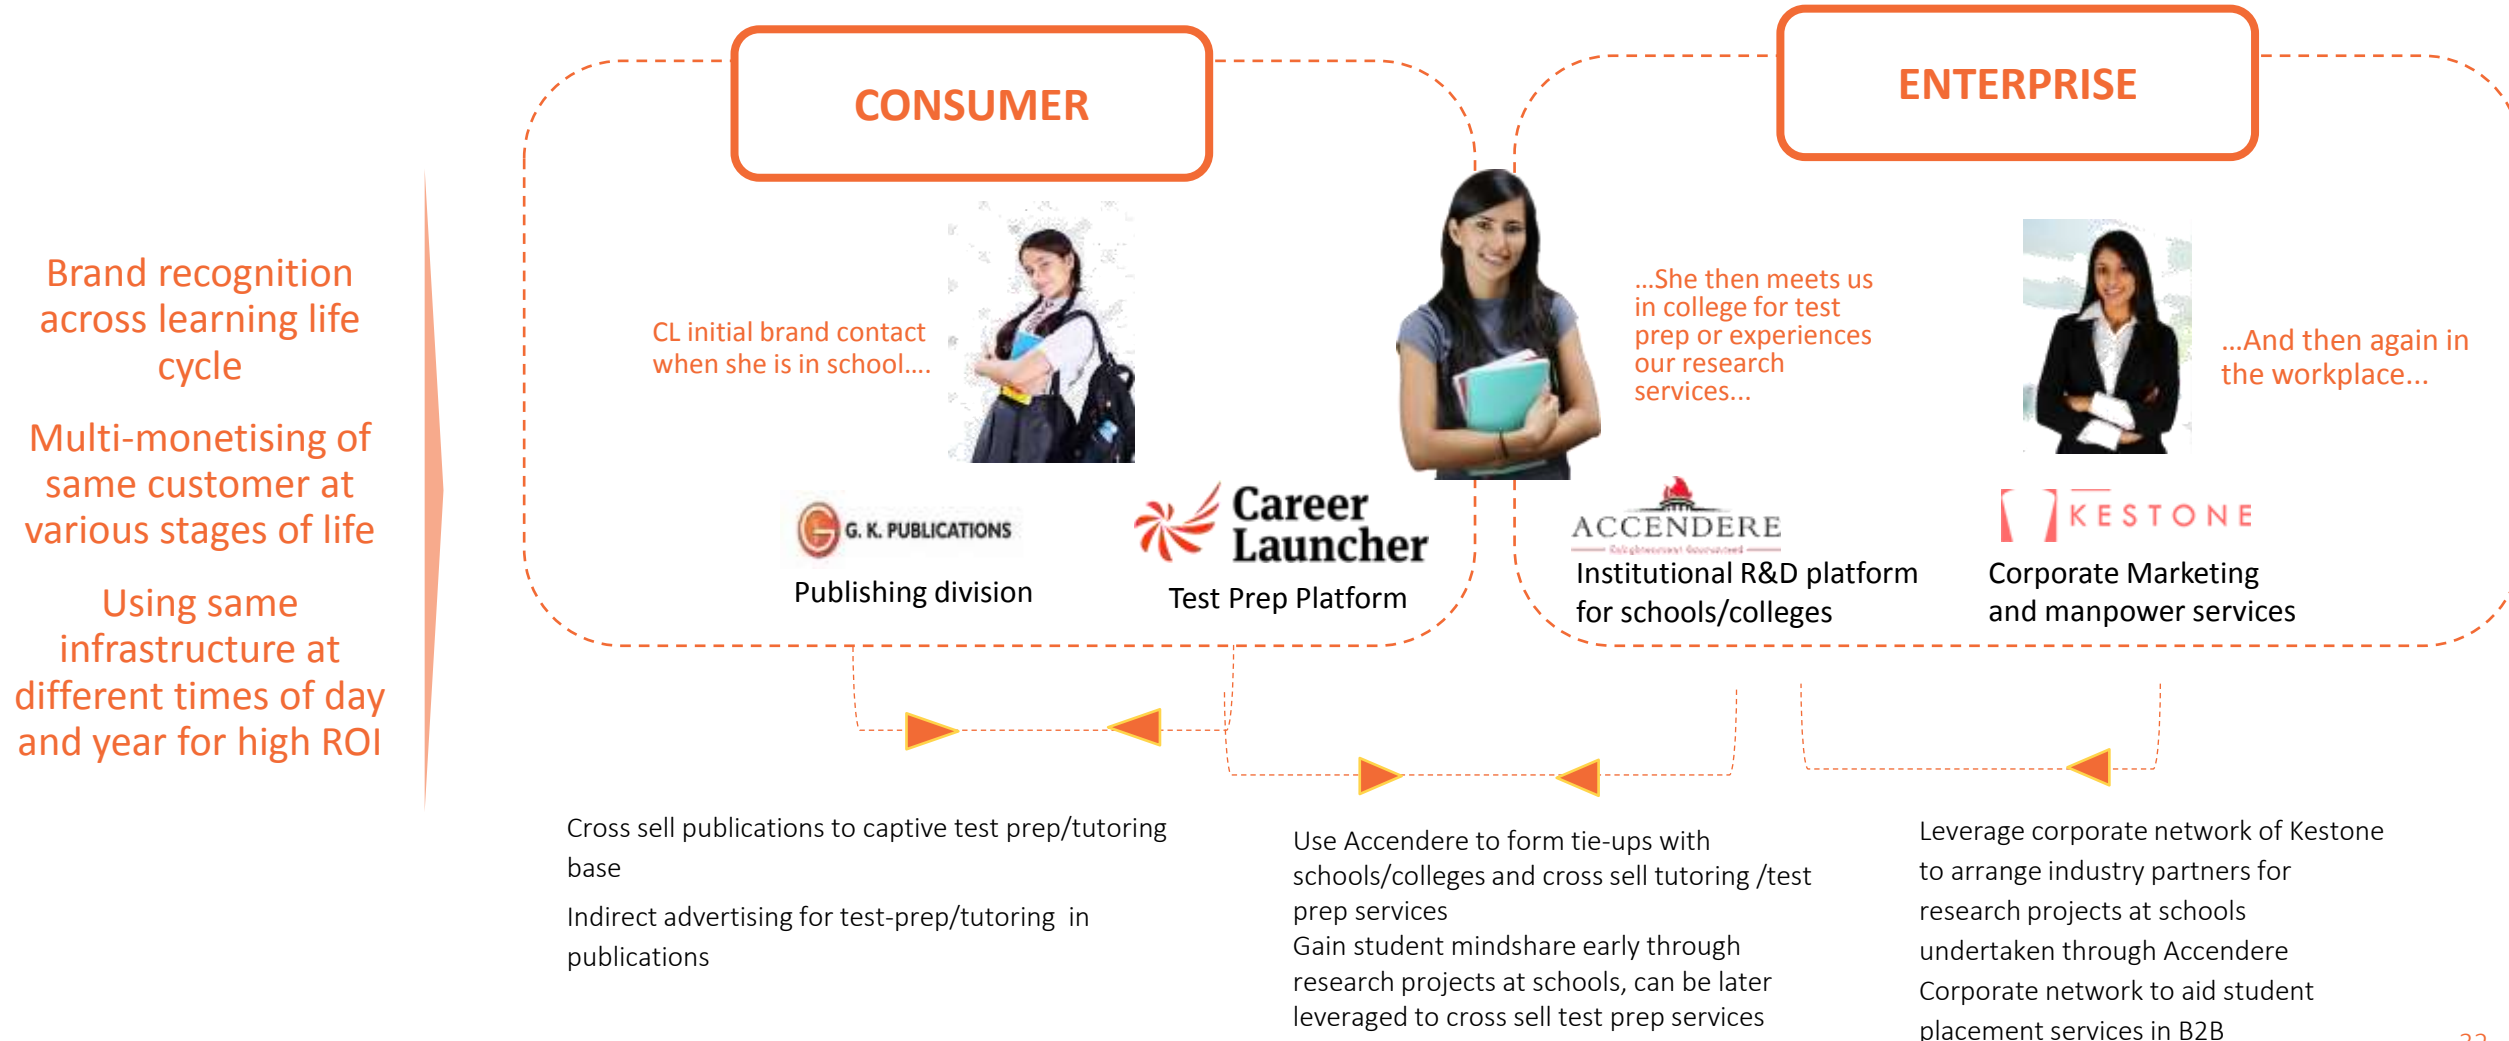 CONSUMER
ENTERPRISE
Brand recognition
across learning life
cycle
Multi-monetising of
same customer at
various stages of life
Using same
infrastructure at
different times of day
and year for high ROI
CL initial brand contact
when she is in school....
...She then meets us
in college for test
prep or experiences
our research
services...
...And then again in
the workplace...
G. K. PUBLICATIONS
Publishing division
Career
Launcher
Test Prep Platform
ACCENDERE
Enlightenment Guaranteed
Institutional R&D platform
for schools/colleges
KESTONE
Corporate Marketing
and manpower services
Cross sell publications to captive test prep/tutoring
base
Indirect advertising for test-prep/tutoring in
publications
Use Accendere to form tie-ups with
schools/colleges and cross sell tutoring /test
prep services
Gain student mindshare early through
research projects at schools, can be later
leveraged to cross sell test prep services
Leverage corporate network of Kestone
to arrange industry partners for
research projects at schools
undertaken through Accendere
Corporate network to aid student
placement services in B2B